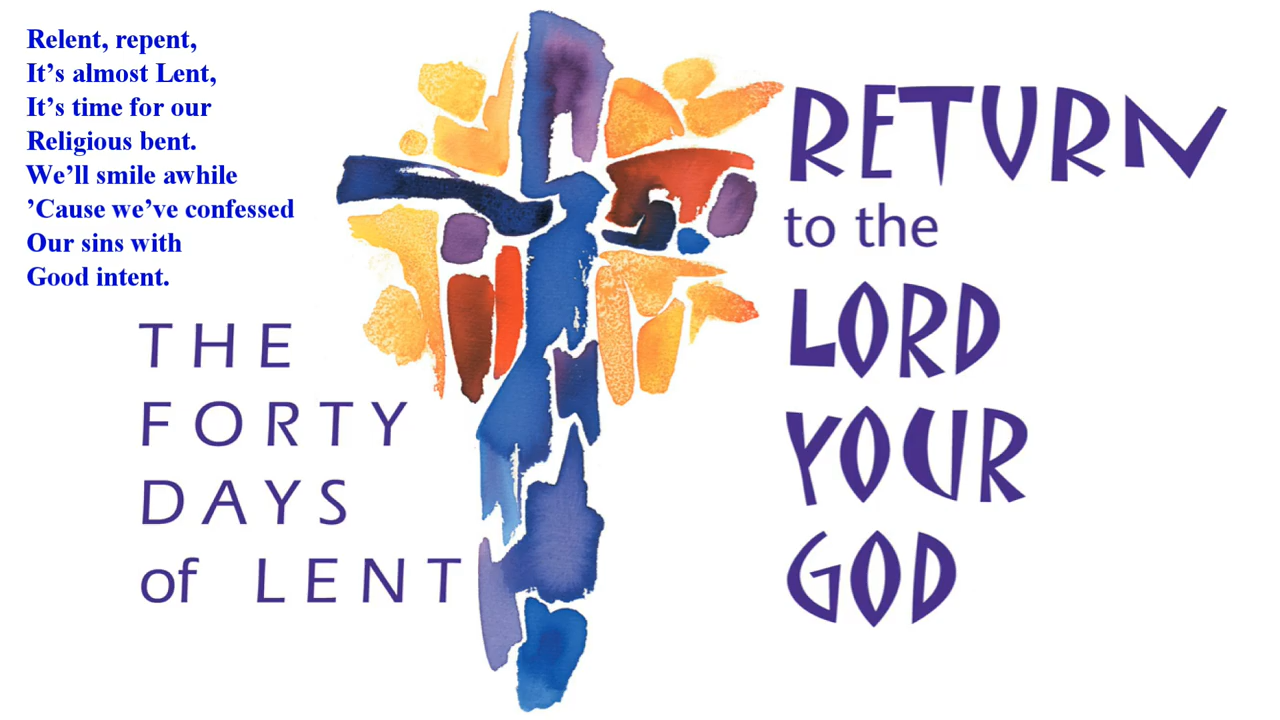 Relent, repent,
It’s almost Lent,
It’s time for our
Religious bent.
We’ll smile awhile
’Cause we’ve confessed
Our sins with
Good intent.
THE
FORTY
DAYS
of LENT
RETURN
to the
LORD
YOUR
GOD